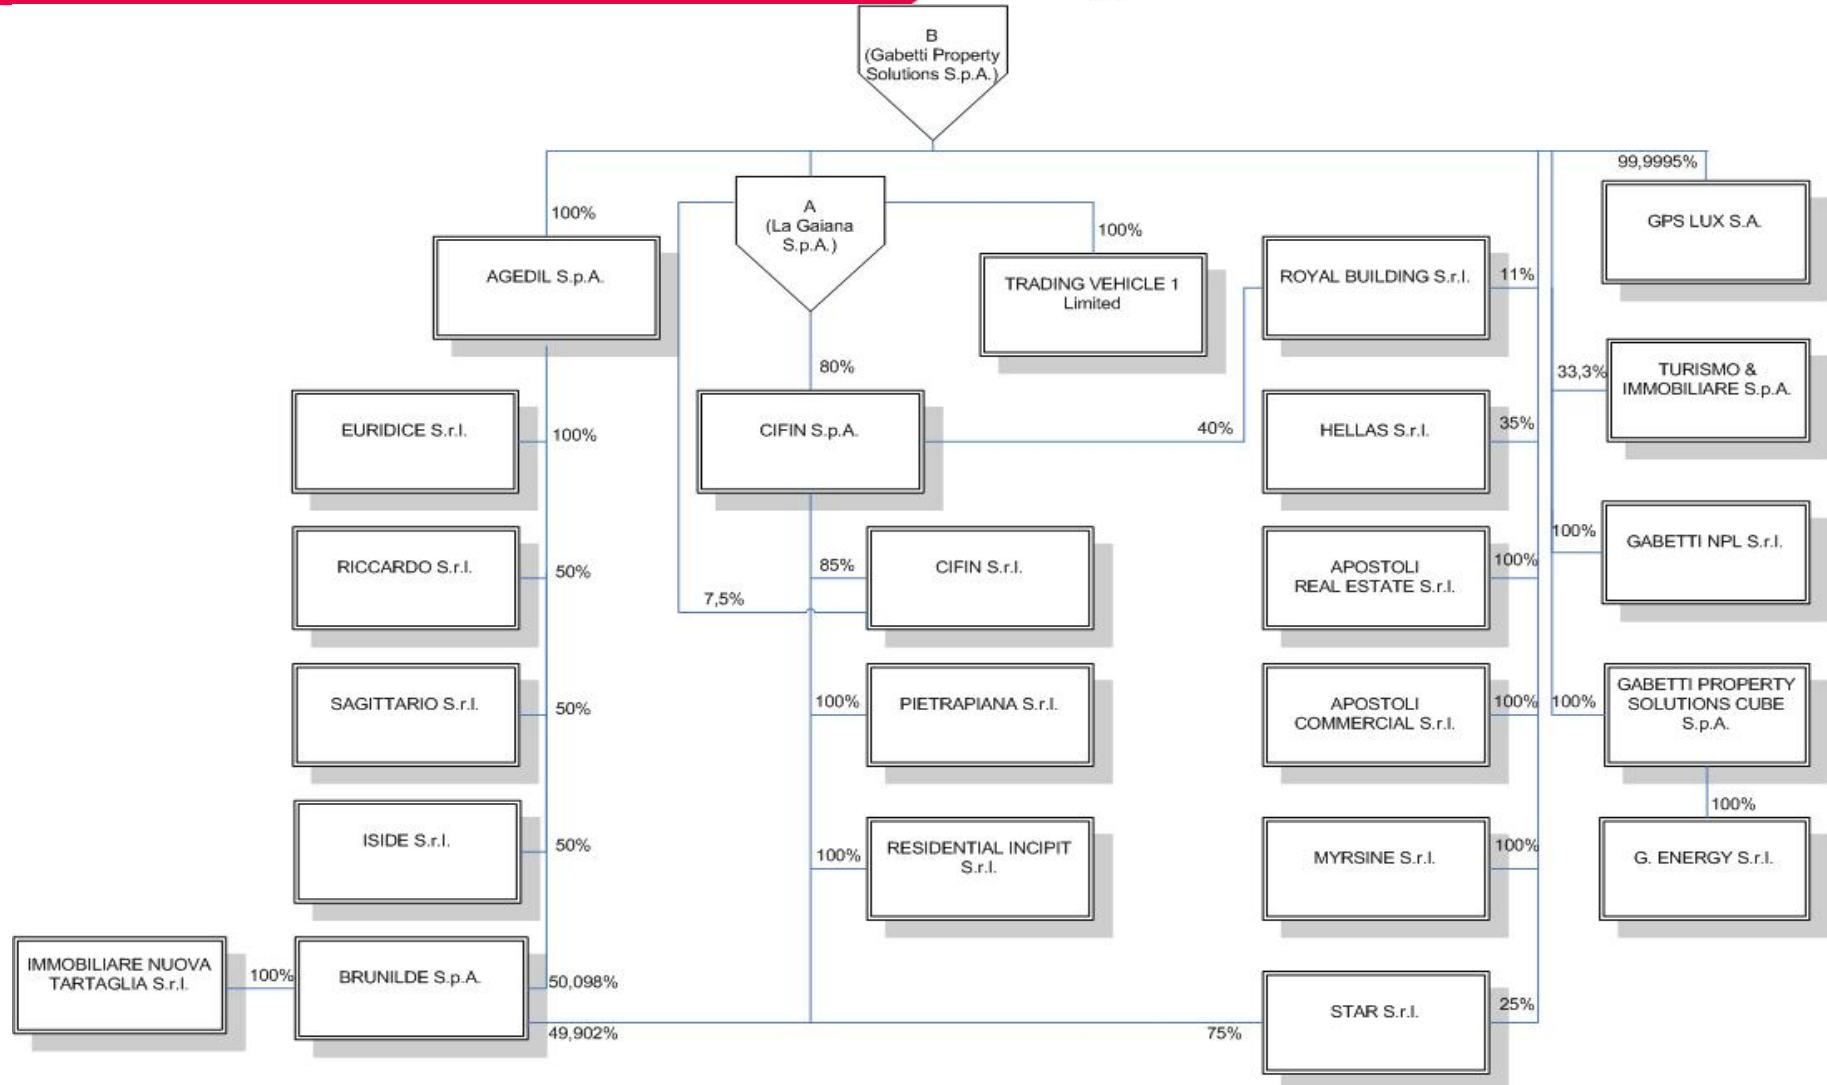 B
(Gabetti Property
Solutions S.p.A.)
99,9995%
GPS LUX S.A.
100%
A
(La Gaiana
S.p.A.)
100%
AGEDIL S.p.A.
TRADING VEHICLE 1
Limited
ROYAL BUILDING S.r.l.
11%
80%
33,3%
TURISMO &
IMMOBILIARE S.p.A.
EURIDICE S.r.l.
100%
CIFIN S.p.A.
40%
HELLAS S.r.l.
35%
100%
GABETTI NPL S.r.l.
RICCARDO S.r.l.
50%
85%
CIFIN S.r.l.
7,5%
APOSTOLI
REAL ESTATE S.r.l.
100%
SAGITTARIO S.r.l.
50%
100%
PIETRAPIANA S.r.l.
APOSTOLI
COMMERCIAL S.r.l.
100%
100%
GABETTI PROPERTY
SOLUTIONS CUBE
S.p.A.
100%
ISIDE S.r.l.
50%
100%
RESIDENTIAL INCIPIT
S.r.l.
MYRSINE S.r.l.
100%
G. ENERGY S.r.l.
IMMOBILIARE NUOVA
TARTAGLIA S.r.l.
100%
BRUNILDE S.p.A.
50,098%
49,902%
75%
STAR S.r.l.
25%